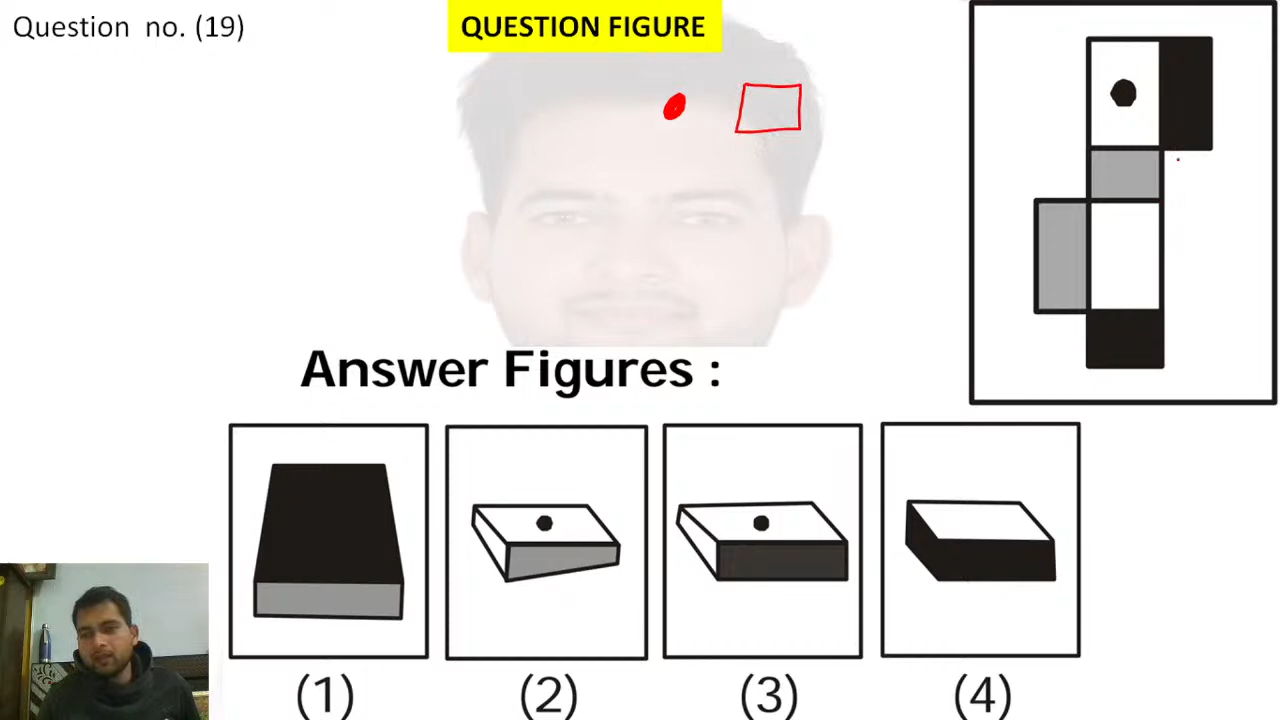 Question no. (19)
QUESTION FIGURE
Answer Figures :
(1)
(2)
(3)
(4)